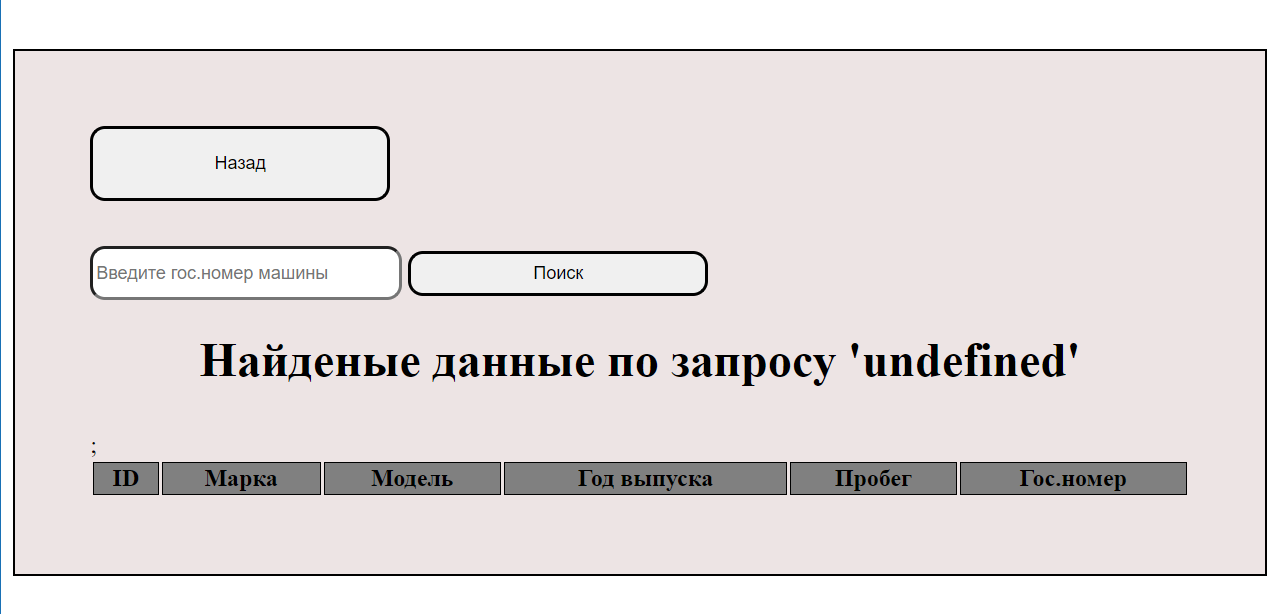 Назад
Введите гос.номер машины Поиск
Найденые данные по запросу 'undefined'
;
ID Марка Модель Год выпуска Пробег Гос.номер